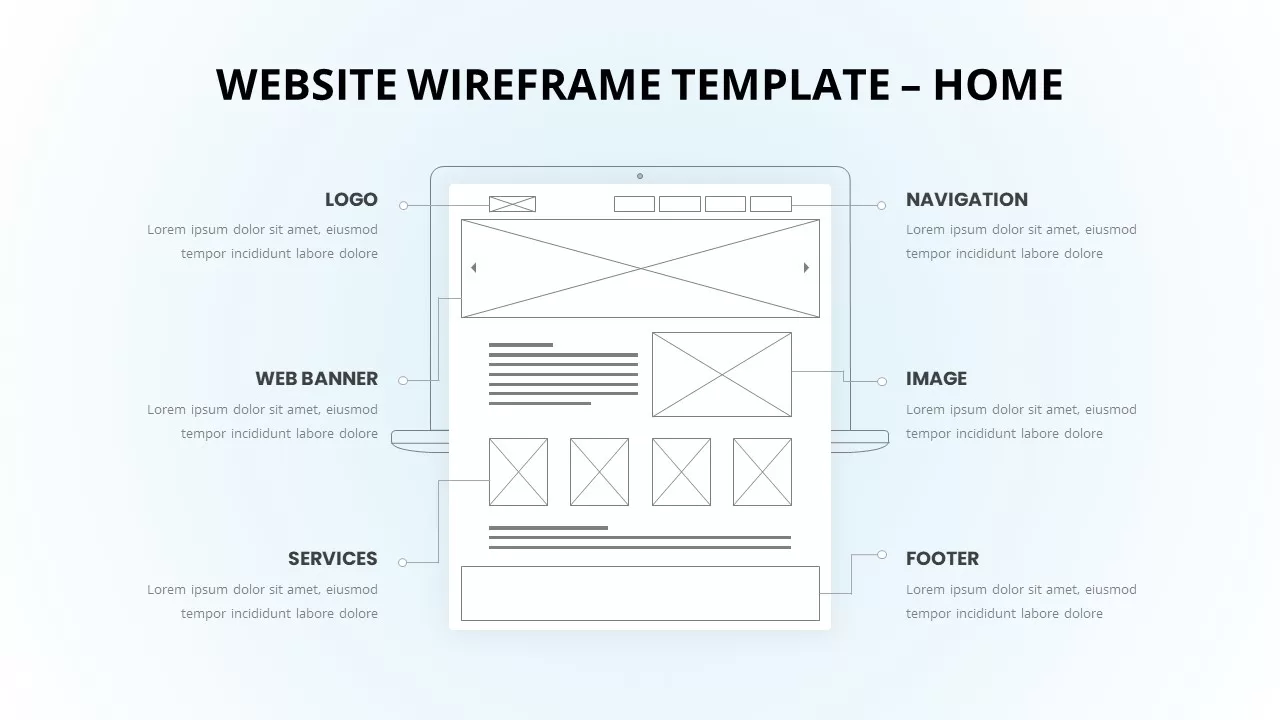 WEBSITE WIREFRAME TEMPLATE – HOME
LOGO
Lorem ipsum dolor sit amet, eiusmod
tempor incididunt labore dolore
WEB BANNER
Lorem ipsum dolor sit amet, eiusmod
tempor incididunt labore dolore
SERVICES
Lorem ipsum dolor sit amet, eiusmod
tempor incididunt labore dolore
NAVIGATION
Lorem ipsum dolor sit amet, eiusmod
tempor incididunt labore dolore
IMAGE
Lorem ipsum dolor sit amet, eiusmod
tempor incididunt labore dolore
FOOTER
Lorem ipsum dolor sit amet, eiusmod
tempor incididunt labore dolore